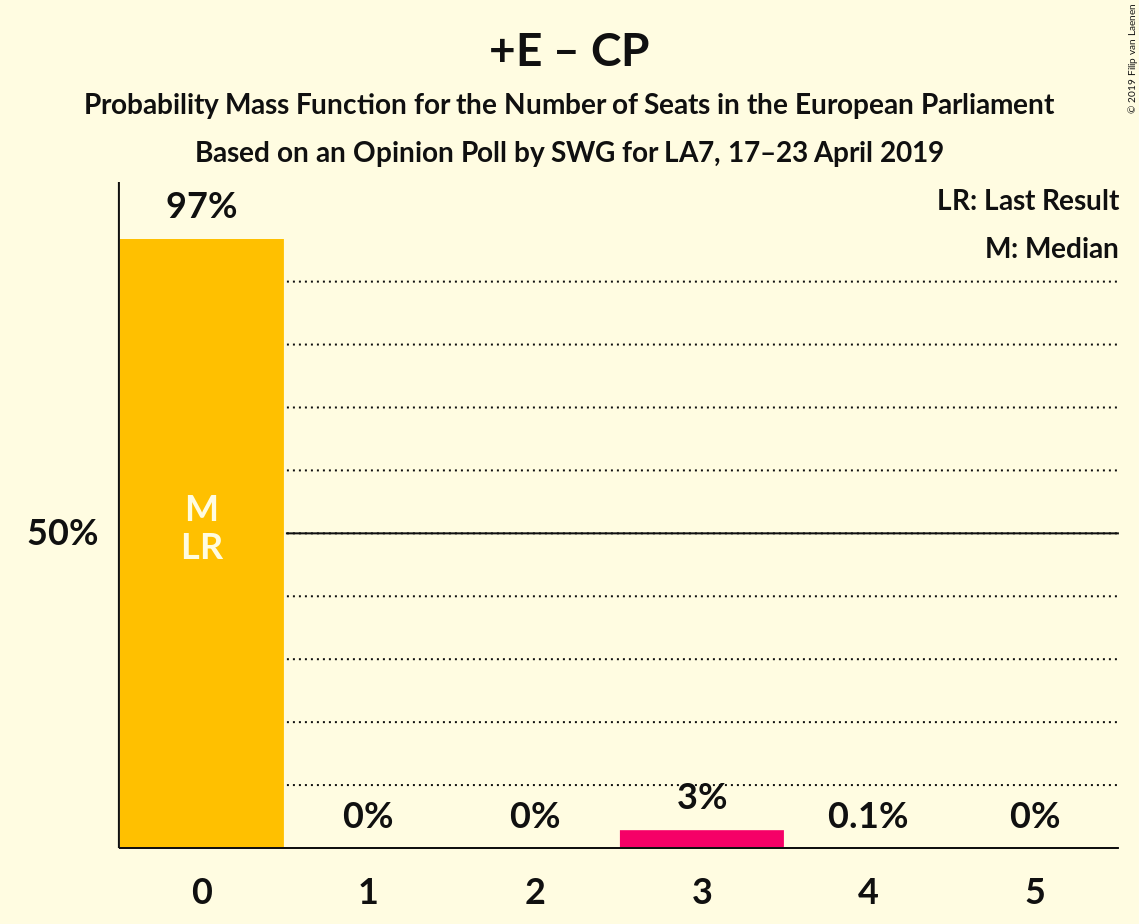 +E – CP
Probability Mass Function for the Number of Seats in the European Parliament
Based on an Opinion Poll by SWG for LA7, 17–23 April 2019
© 2019 Filip van Laenen
LR: Last Result
M: Median
97%
M
LR
50%
0%
0%
3%
0.1%
0%
0
1
2
3
4
5